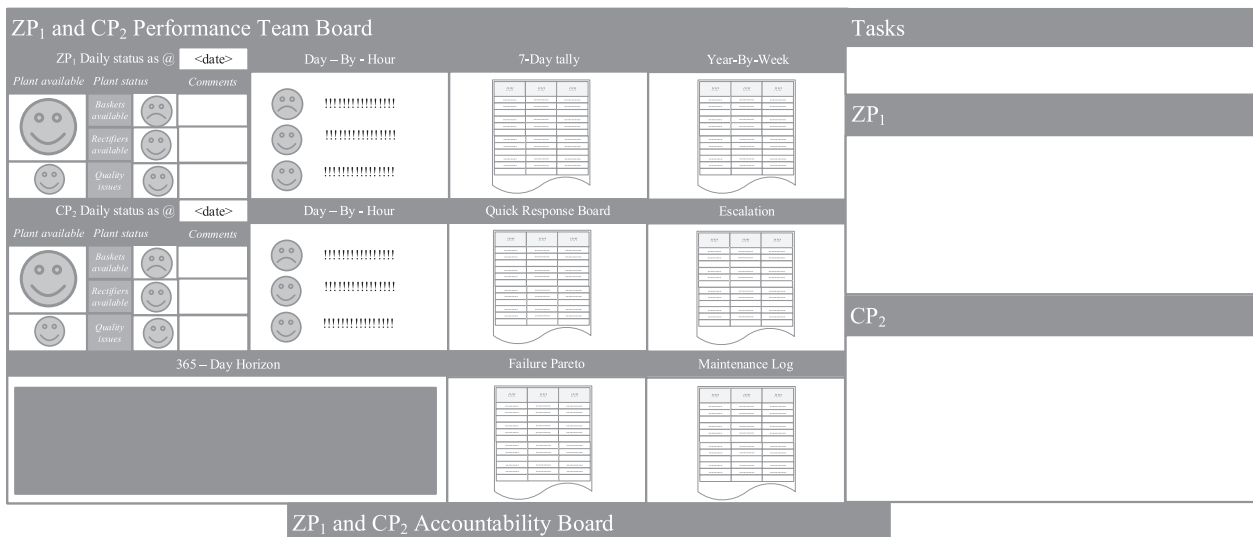 ZP₁ and CP₂ Performance Team Board
ZP₁ Daily status as @ <date>
Day – By - Hour
7-Day tally
Year-By-Week
Plant available Plant status Comments
Baskets available
Rectifiers available
Quality issues
!!!!!!!!!!!!!!!!
!!!!!!!!!!!!!!!!
!!!!!!!!!!!!!!!!
CP₂ Daily status as @ <date>
Day – By - Hour
Quick Response Board
Escalation
Plant available Plant status Comments
Baskets available
Rectifiers available
Quality issues
!!!!!!!!!!!!!!!!
!!!!!!!!!!!!!!!!
!!!!!!!!!!!!!!!!
365 – Day Horizon
Failure Pareto
Maintenance Log
Tasks
ZP₁
CP₂
ZP₁ and CP₂ Accountability Board